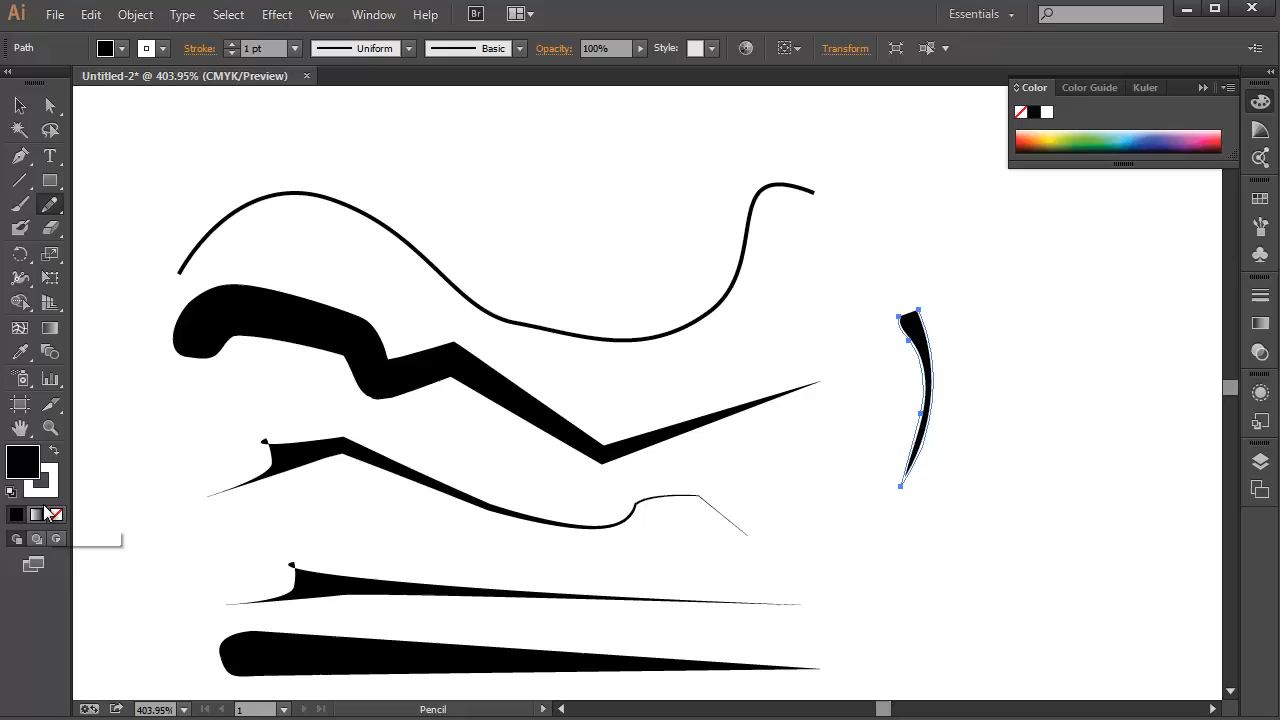 Ai File Edit Object Type Select Effect View Window Help Br Essentials
Path Stroke: 1 pt Uniform Basic Opacity: 100% Style: Transform
Untitled-2* @ 403.95% (CMYK/Preview) ×
Color Color Guide Kuler
T
403.95% 1 Pencil